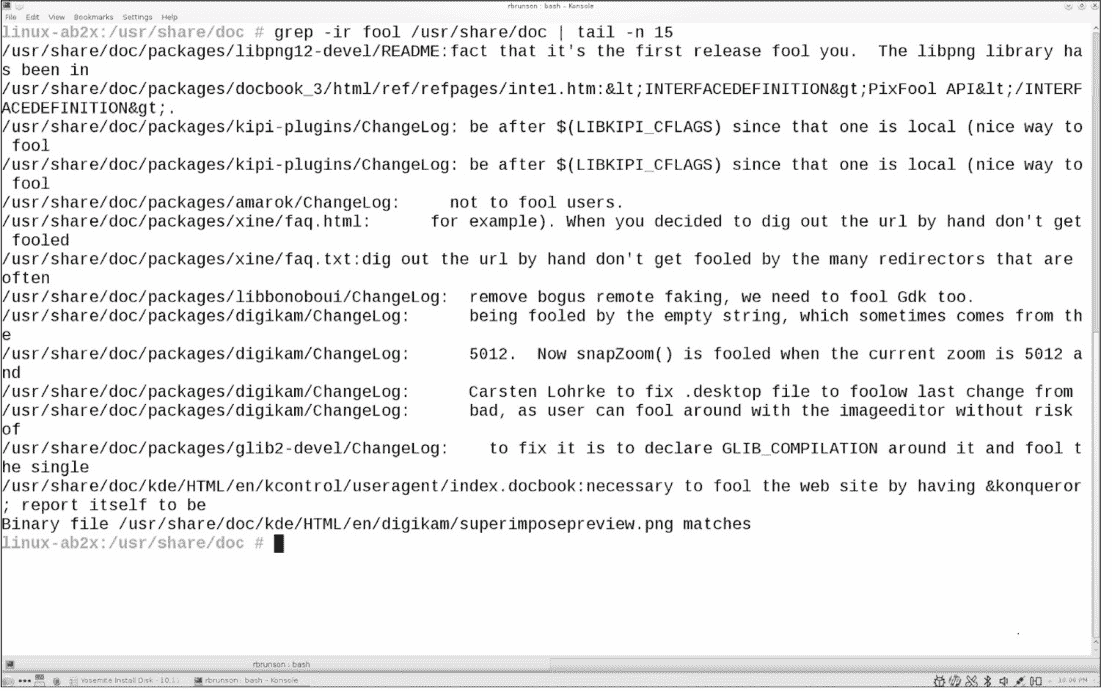 rbrunson : bash - Konsole
File Edit View Bookmarks Settings Help
linux-ab2x:/usr/share/doc # grep -ir fool /usr/share/doc | tail -n 15
/usr/share/doc/packages/libpng12-devel/README:fact that it's the first release fool you.  The libpng library ha
s been in
/usr/share/doc/packages/docbook_3/html/ref/refpages/inte1.htm:&lt;INTERFACEDEFINITION&gt;PixFool API&lt;/INTERF
ACEDEFINITION&gt;.
/usr/share/doc/packages/kipi-plugins/ChangeLog: be after $(LIBKIPI_CFLAGS) since that one is local (nice way to
 fool
/usr/share/doc/packages/kipi-plugins/ChangeLog: be after $(LIBKIPI_CFLAGS) since that one is local (nice way to
 fool
/usr/share/doc/packages/amarok/ChangeLog:     not to fool users.
/usr/share/doc/packages/xine/faq.html:      for example). When you decided to dig out the url by hand don't get
 fooled
/usr/share/doc/packages/xine/faq.txt:dig out the url by hand don't get fooled by the many redirectors that are
often
/usr/share/doc/packages/libbonoboui/ChangeLog:  remove bogus remote faking, we need to fool Gdk too.
/usr/share/doc/packages/digikam/ChangeLog:      being fooled by the empty string, which sometimes comes from th
e
/usr/share/doc/packages/digikam/ChangeLog:      5012.  Now snapZoom() is fooled when the current zoom is 5012 a
nd
/usr/share/doc/packages/digikam/ChangeLog:      Carsten Lohrke to fix .desktop file to foolow last change from
/usr/share/doc/packages/digikam/ChangeLog:      bad, as user can fool around with the imageeditor without risk
of
/usr/share/doc/packages/glib2-devel/ChangeLog:    to fix it is to declare GLIB_COMPILATION around it and fool t
he single
/usr/share/doc/kde/HTML/en/kcontrol/useragent/index.docbook:necessary to fool the web site by having &konqueror
; report itself to be
Binary file /usr/share/doc/kde/HTML/en/digikam/superimposepreview.png matches
linux-ab2x:/usr/share/doc #
rbrunson : bash
Install Disk - 10.1
rbrunson : bash - Konsole
10:06 PM